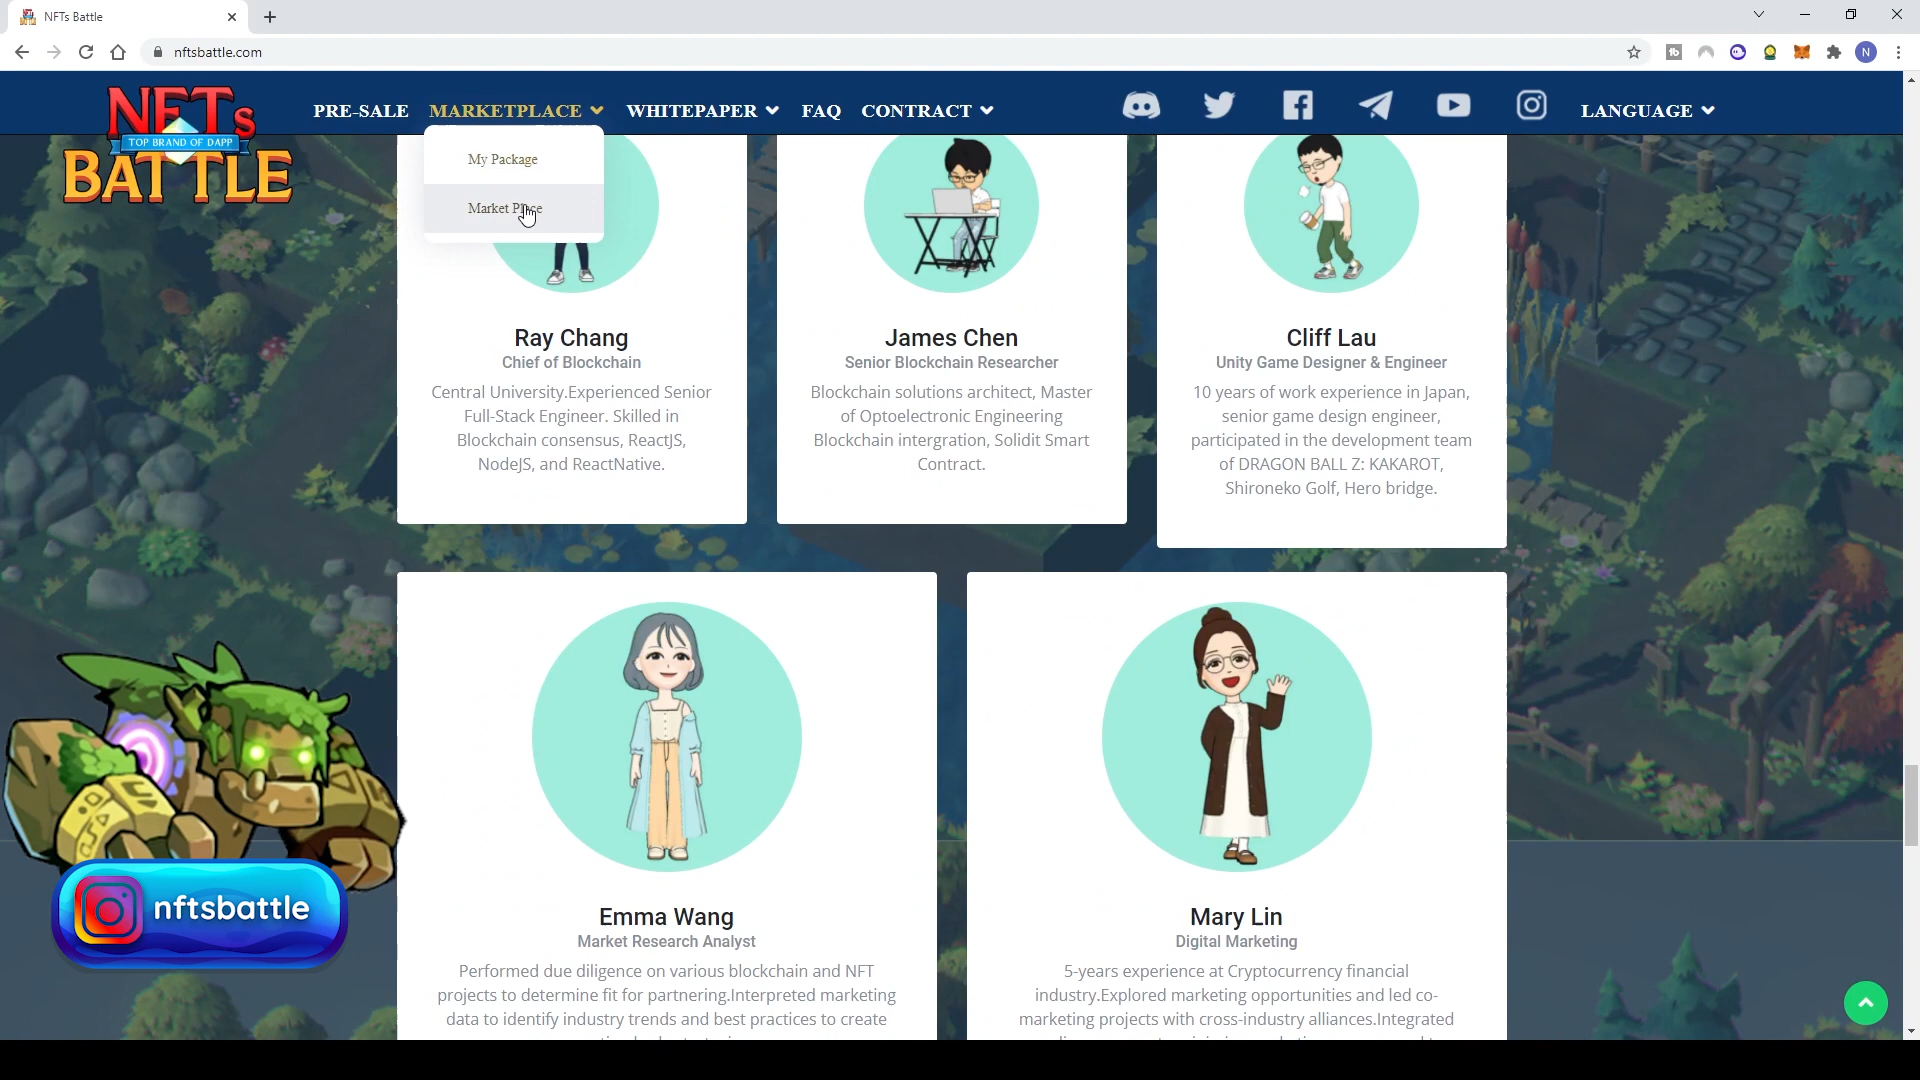 NFTs Battle
nftsbattle.com
N
NFTs
TOP BRAND OF DAPP
BATTLE
PRE-SALE
MARKETPLACE
WHITEPAPER
FAQ
CONTRACT
LANGUAGE
My Package
Market Place
Ray Chang
Chief of Blockchain
Central University.Experienced Senior
Full-Stack Engineer. Skilled in
Blockchain consensus, ReactJS,
NodeJS, and ReactNative.
James Chen
Senior Blockchain Researcher
Blockchain solutions architect, Master
of Optoelectronic Engineering
Blockchain intergration, Solidit Smart
Contract.
Cliff Lau
Unity Game Designer & Engineer
10 years of work experience in Japan,
senior game design engineer,
participated in the development team
of DRAGON BALL Z: KAKAROT,
Shironeko Golf, Hero bridge.
Emma Wang
Market Research Analyst
Performed due diligence on various blockchain and NFT
projects to determine fit for partnering.Interpreted marketing
data to identify industry trends and best practices to create
Mary Lin
Digital Marketing
5-years experience at Cryptocurrency financial
industry.Explored marketing opportunities and led co-
marketing projects with cross-industry alliances.Integrated
nftsbattle